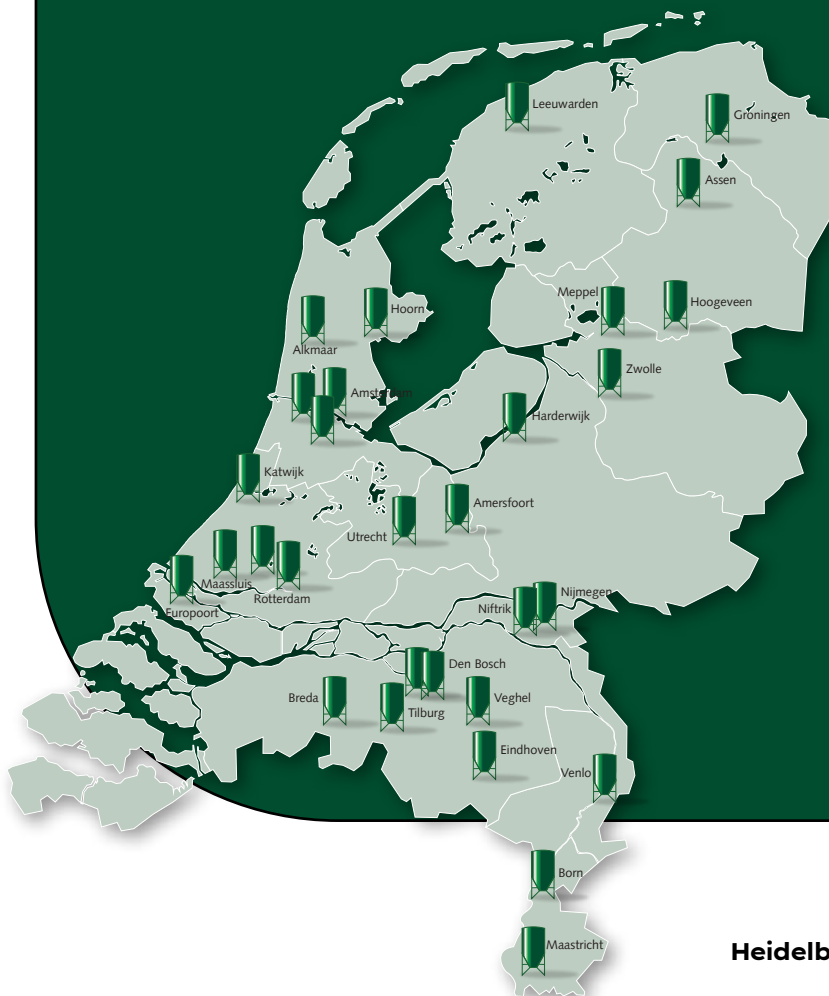 Leeuwarden
Groningen
Assen
Meppel
Hoogeveen
Hoorn
Alkmaar
Zwolle
Amsterdam
Harderwijk
Katwijk
Amersfoort
Utrecht
Maassluis
Rotterdam
Europoort
Nijmegen
Niftrik
Den Bosch
Breda
Veghel
Tilburg
Eindhoven
Venlo
Born
Maastricht
Heidelb